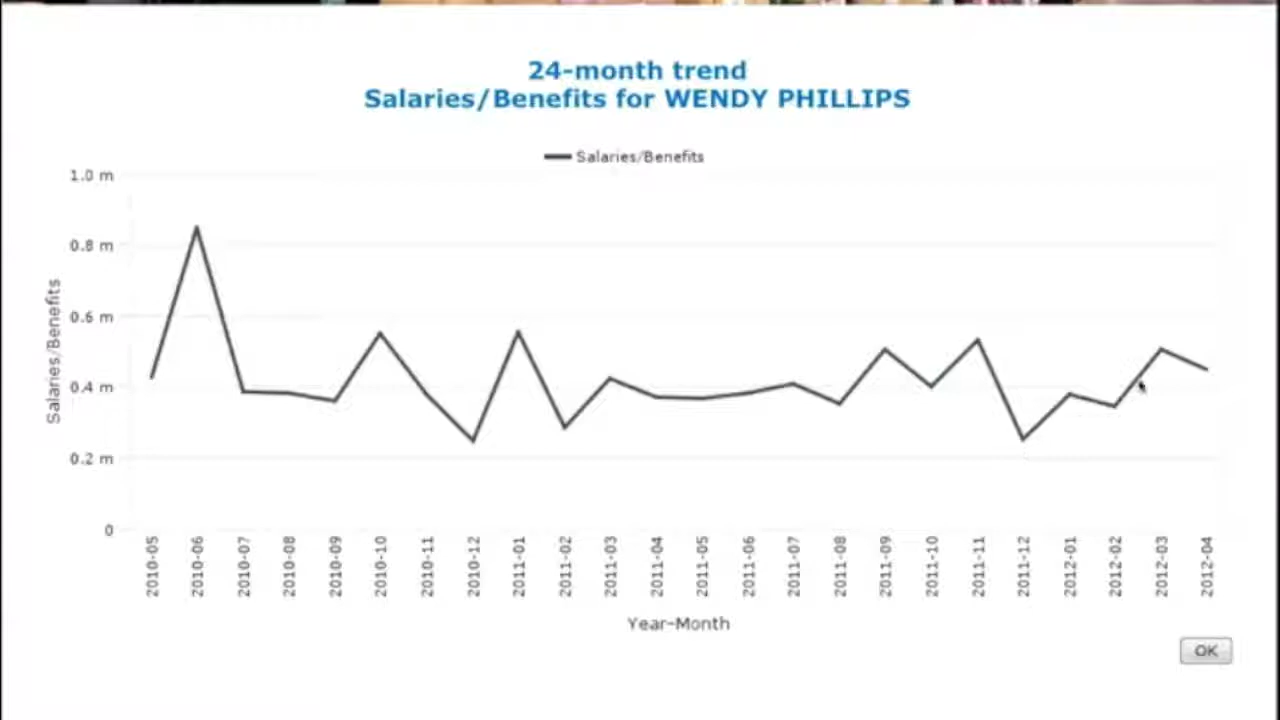 24-month trend
Salaries/Benefits for WENDY PHILLIPS
Salaries/Benefits
1.0 m
0.8 m
0.6 m
0.4 m
0.2 m
0
Salaries/Benefits
2010-05
2010-06
2010-07
2010-08
2010-09
2010-10
2010-11
2010-12
2011-01
2011-02
2011-03
2011-04
2011-05
2011-06
2011-07
2011-08
2011-09
2011-10
2011-11
2011-12
2012-01
2012-02
2012-03
2012-04
Year-Month
OK